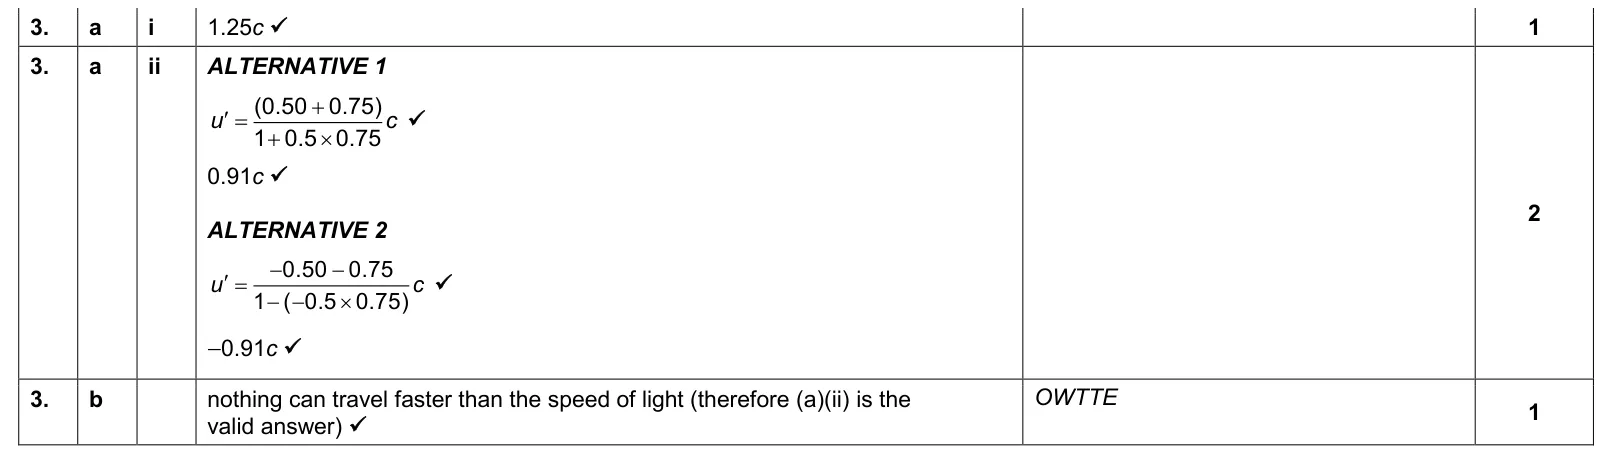 3. a i 1.25c ✓ 1
3. a ii ALTERNATIVE 1
u′ = (0.50 + 0.75) / 1 + 0.5 × 0.75 c ✓
0.91c ✓
ALTERNATIVE 2
2
u′ = −0.50 − 0.75 / 1 − (−0.5 × 0.75) c ✓
−0.91c ✓
3. b nothing can travel faster than the speed of light (therefore (a)(ii) is the OWTTE
valid answer) ✓ 1